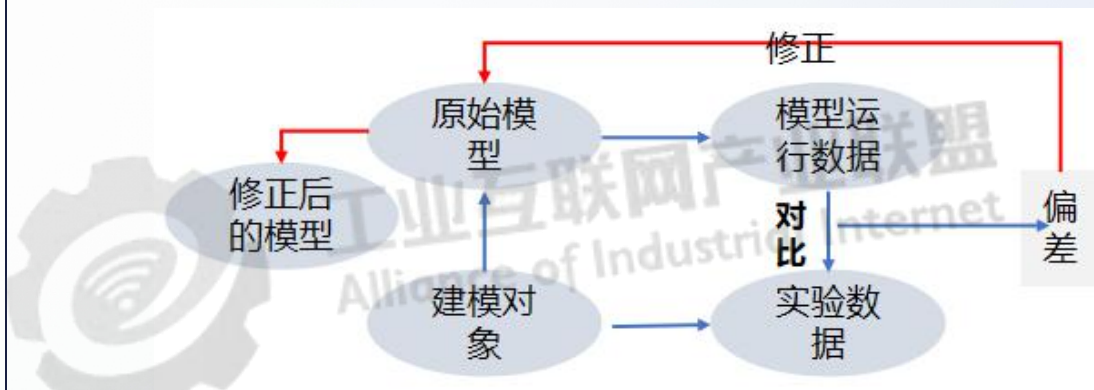 修正
原始模
型
模型运
行数据
修正后
的模型
对
比
偏
差
建模对
象
实验数
据
工业互联网产业联盟
Alliance of Industrial Internet